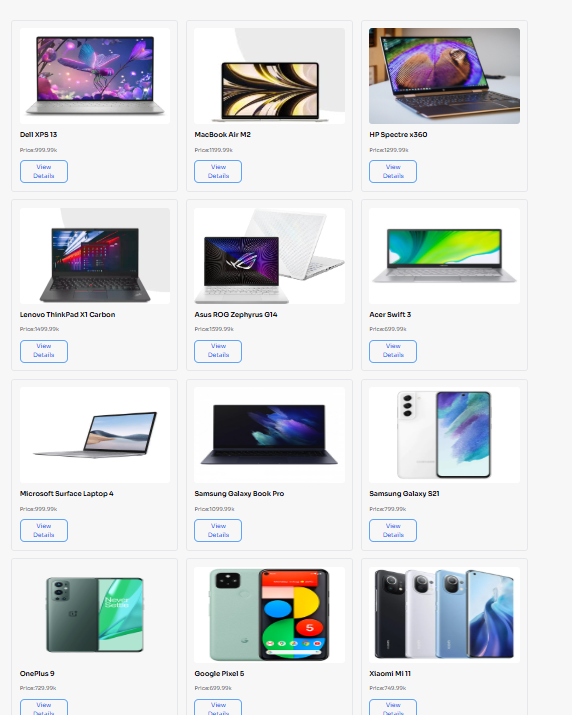 Dell XPS 13
MacBook Air M2
HP Spectre x360
Price:999.99k
Price:1199.99k
Price:1299.99k
View
Details
View
Details
View
Details
Lenovo ThinkPad X1 Carbon
Asus ROG Zephyrus G14
Acer Swift 3
Price:1499.99k
Price:1599.99k
Price:699.99k
View
Details
View
Details
View
Details
Microsoft Surface Laptop 4
Samsung Galaxy Book Pro
Samsung Galaxy S21
Price:999.99k
Price:1099.99k
Price:799.99k
View
Details
View
Details
View
Details
Never
Settle
5
OnePlus 9
Google Pixel 5
Xiaomi Mi 11
Price:729.99k
Price:699.99k
Price:749.99k
View
Details
View
Details
View
Details